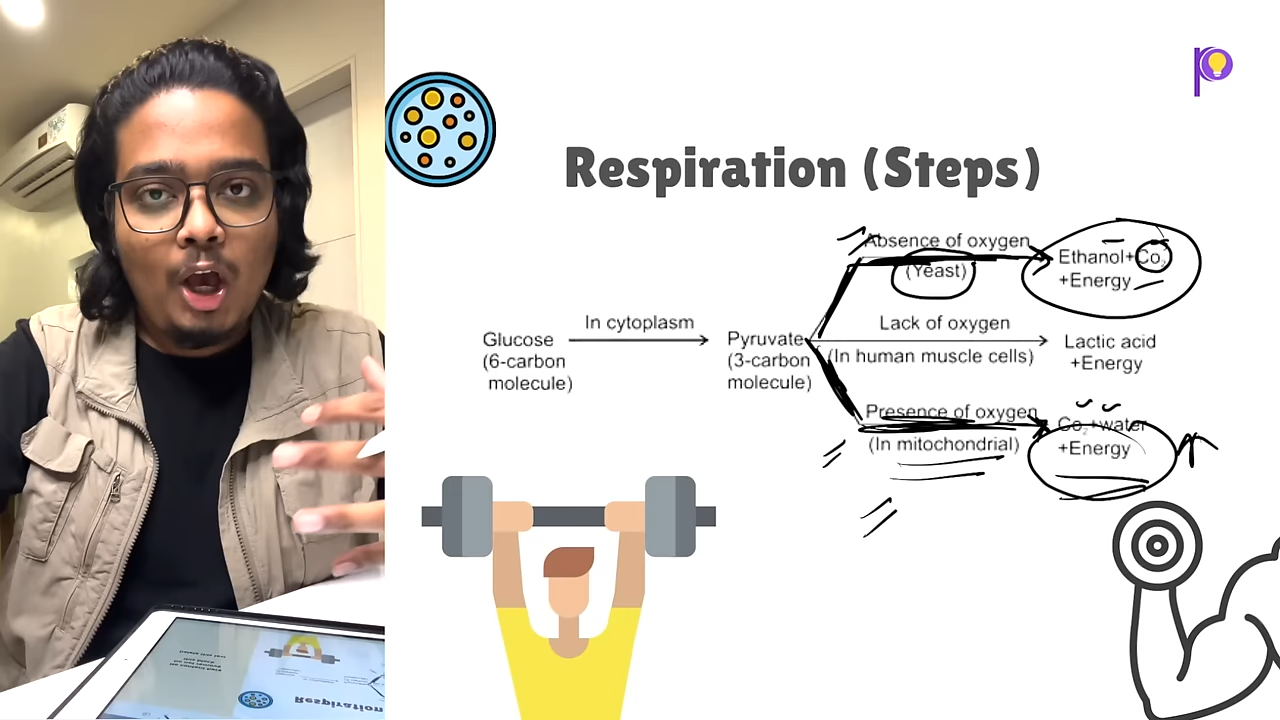 Respiration (Steps)
Absence of oxygen
(Yeast)
Ethanol+Co2
+Energy
Glucose
(6-carbon
molecule)
In cytoplasm
Pyruvate
(3-carbon
molecule)
Lack of oxygen
(In human muscle cells)
Lactic acid
+Energy
Presence of oxygen
(In mitochondrial)
Co2+water
+Energy
Respiration